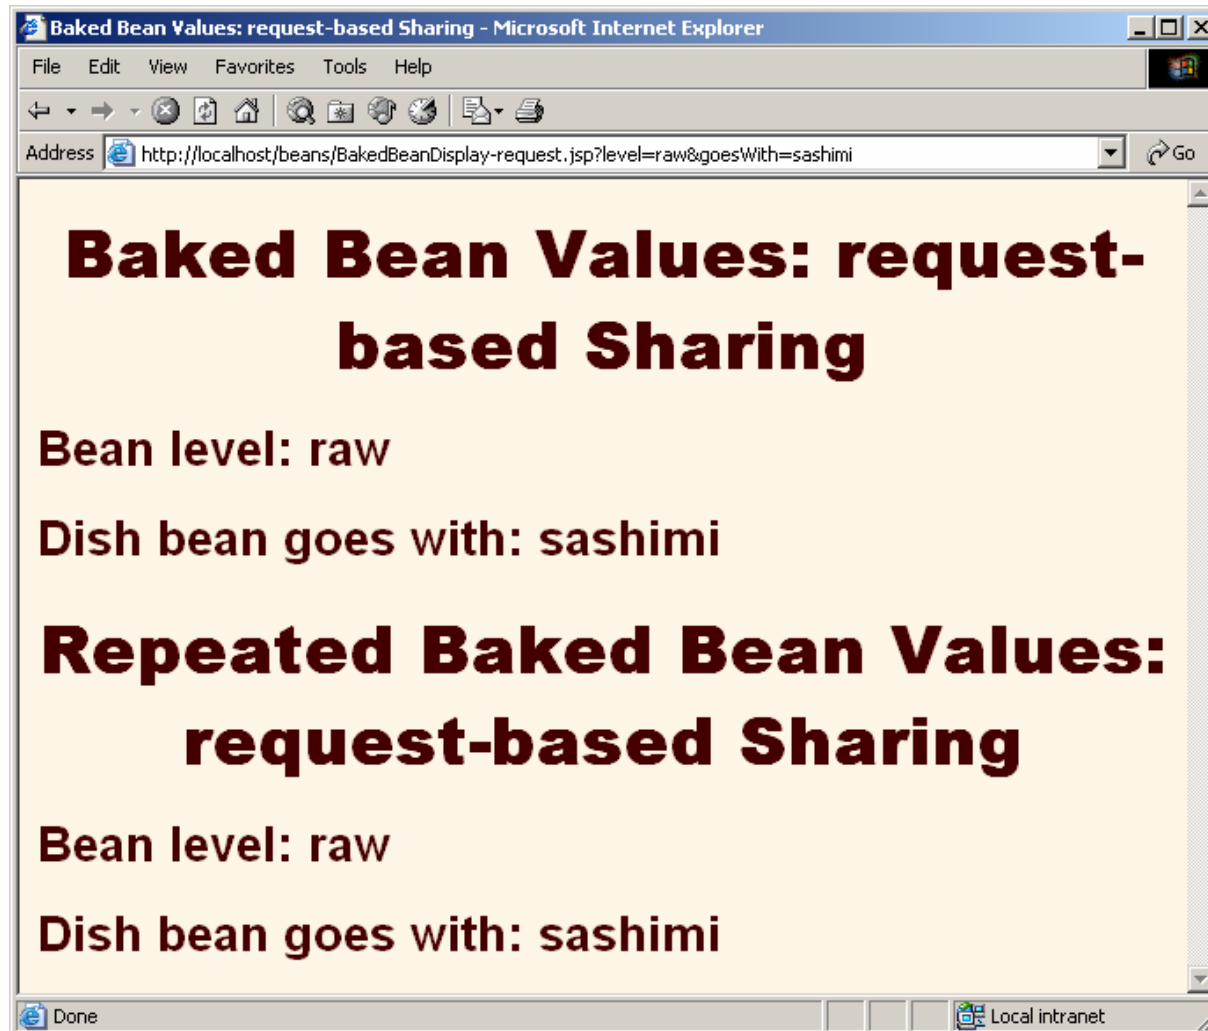 Baked Bean Values: request-based Sharing - Microsoft Internet Explorer
File Edit View Favorites Tools Help
Address http://localhost/beans/BakedBeanDisplay-request.jsp?level=raw&goesWith=sashimi Go
Baked Bean Values: request-
based Sharing
Bean level: raw
Dish bean goes with: sashimi
Repeated Baked Bean Values:
request-based Sharing
Bean level: raw
Dish bean goes with: sashimi
Done Local intranet